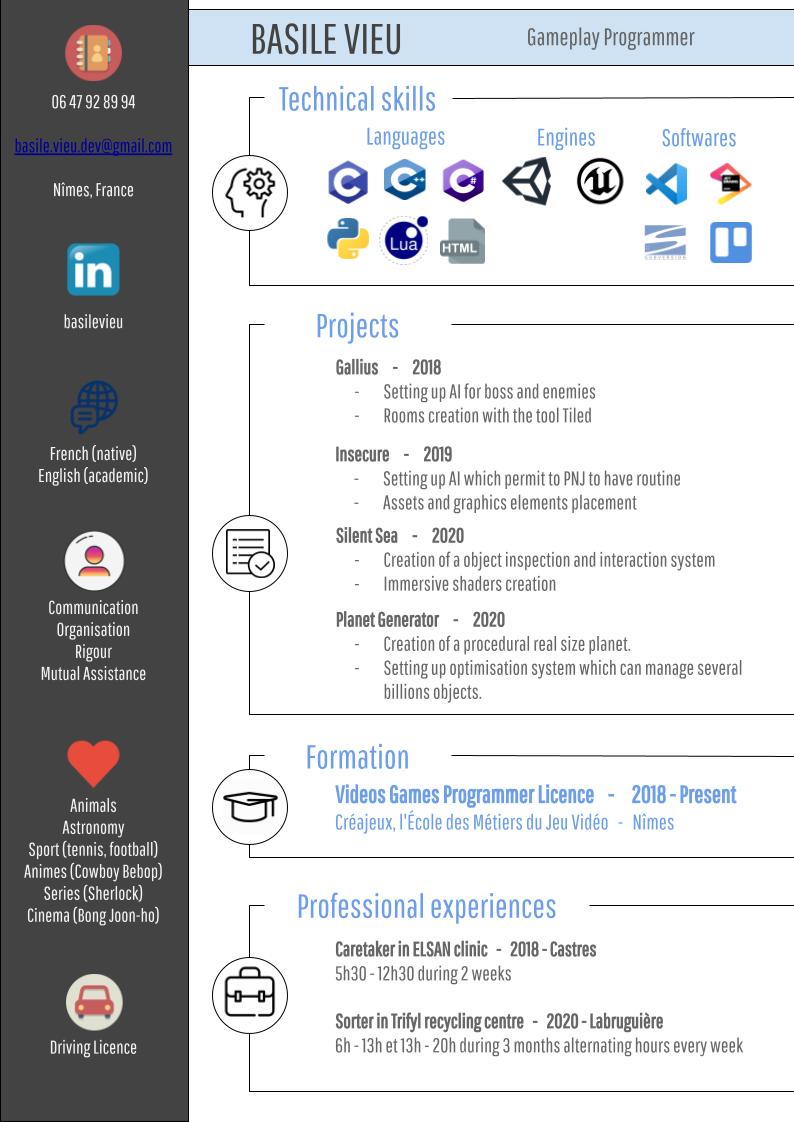 BASILE VIEU
Gameplay Programmer
06 47 92 89 94
basile.vieu.dev@gmail.com
Nîmes, France
in
basilevieu
French (native)
English (academic)
Communication
Organisation
Rigour
Mutual Assistance
Animals
Astronomy
Sport (tennis, football)
Animes (Cowboy Bebop)
Series (Sherlock)
Cinema (Bong Joon-ho)
Driving Licence
Technical skills
Languages
Engines
Softwares
C
C++
C#
Lua
HTML
SUBVERSION
Projects
Gallius - 2018
- Setting up AI for boss and enemies
- Rooms creation with the tool Tiled
Insecure - 2019
- Setting up AI which permit to PNJ to have routine
- Assets and graphics elements placement
Silent Sea - 2020
- Creation of a object inspection and interaction system
- Immersive shaders creation
Planet Generator - 2020
- Creation of a procedural real size planet.
- Setting up optimisation system which can manage several
billions objects.
Formation
Videos Games Programmer Licence - 2018 - Present
Créajeux, l'École des Métiers du Jeu Vidéo - Nîmes
Professional experiences
Caretaker in ELSAN clinic - 2018 - Castres
5h30 - 12h30 during 2 weeks
Sorter in Trifyl recycling centre - 2020 - Labruguière
6h - 13h et 13h - 20h during 3 months alternating hours every week